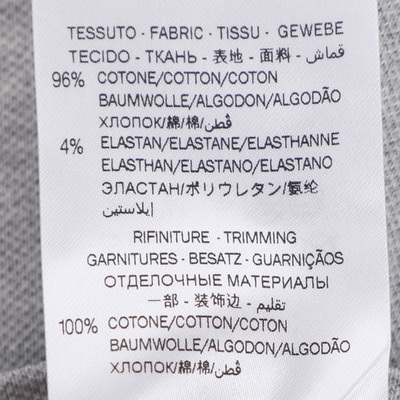 TESSUTO - FABRIC - TISSU - GEWEBE
TECIDO - ТКАНЬ - 表地 - 面料 - قماش
96% COTONE/COTTON/COTON
BAUMWOLLE/ALGODON/ALGODÃO
ХЛОПОК/綿/棉/قطن
4% ELASTAN/ELASTANE/ELASTHANNE
ELASTHAN/ELASTANO/ELASTANO
ЭЛАСТАН/ポリウレタン/氨纶
إيلاستين
RIFINITURE - TRIMMING
GARNITURES - BESATZ - GUARNIÇÃOS
ОТДЕЛОЧНЫЕ МАТЕРИАЛЫ
一部 - 装饰边 - تقليم
100% COTONE/COTTON/COTON
BAUMWOLLE/ALGODON/ALGODÃO
ХЛОПОК/綿/棉/قطن